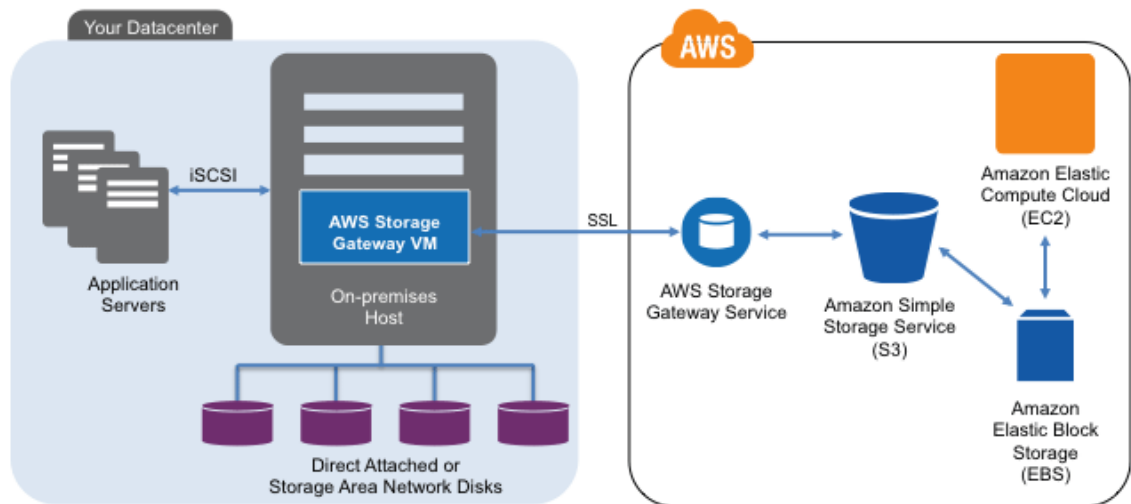 Your Datacenter
AWS
iSCSI
AWS Storage
Gateway VM
SSL
Application
Servers
On-premises
Host
Direct Attached or
Storage Area Network Disks
AWS Storage
Gateway Service
Amazon Simple
Storage Service
(S3)
Amazon Elastic
Compute Cloud
(EC2)
Amazon
Elastic Block
Storage
(EBS)